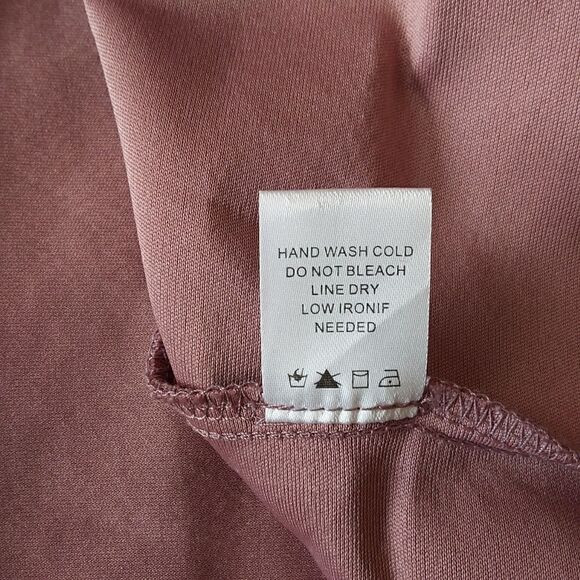 HAND WASH COLD
DO NOT BLEACH
LINE DRY
LOW IRONIF
NEEDED